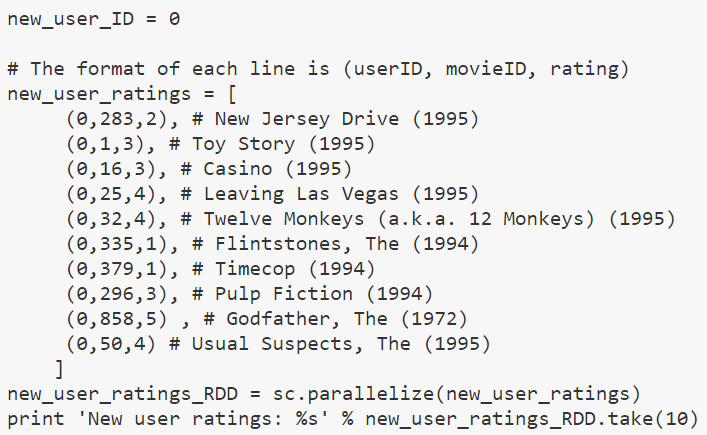 new_user_ID = 0

# The format of each line is (userID, movieID, rating)
new_user_ratings = [
     (0,283,2), # New Jersey Drive (1995)
     (0,1,3), # Toy Story (1995)
     (0,16,3), # Casino (1995)
     (0,25,4), # Leaving Las Vegas (1995)
     (0,32,4), # Twelve Monkeys (a.k.a. 12 Monkeys) (1995)
     (0,335,1), # Flintstones, The (1994)
     (0,379,1), # Timecop (1994)
     (0,296,3), # Pulp Fiction (1994)
     (0,858,5) , # Godfather, The (1972)
     (0,50,4) # Usual Suspects, The (1995)
    ]
new_user_ratings_RDD = sc.parallelize(new_user_ratings)
print 'New user ratings: %s' % new_user_ratings_RDD.take(10)